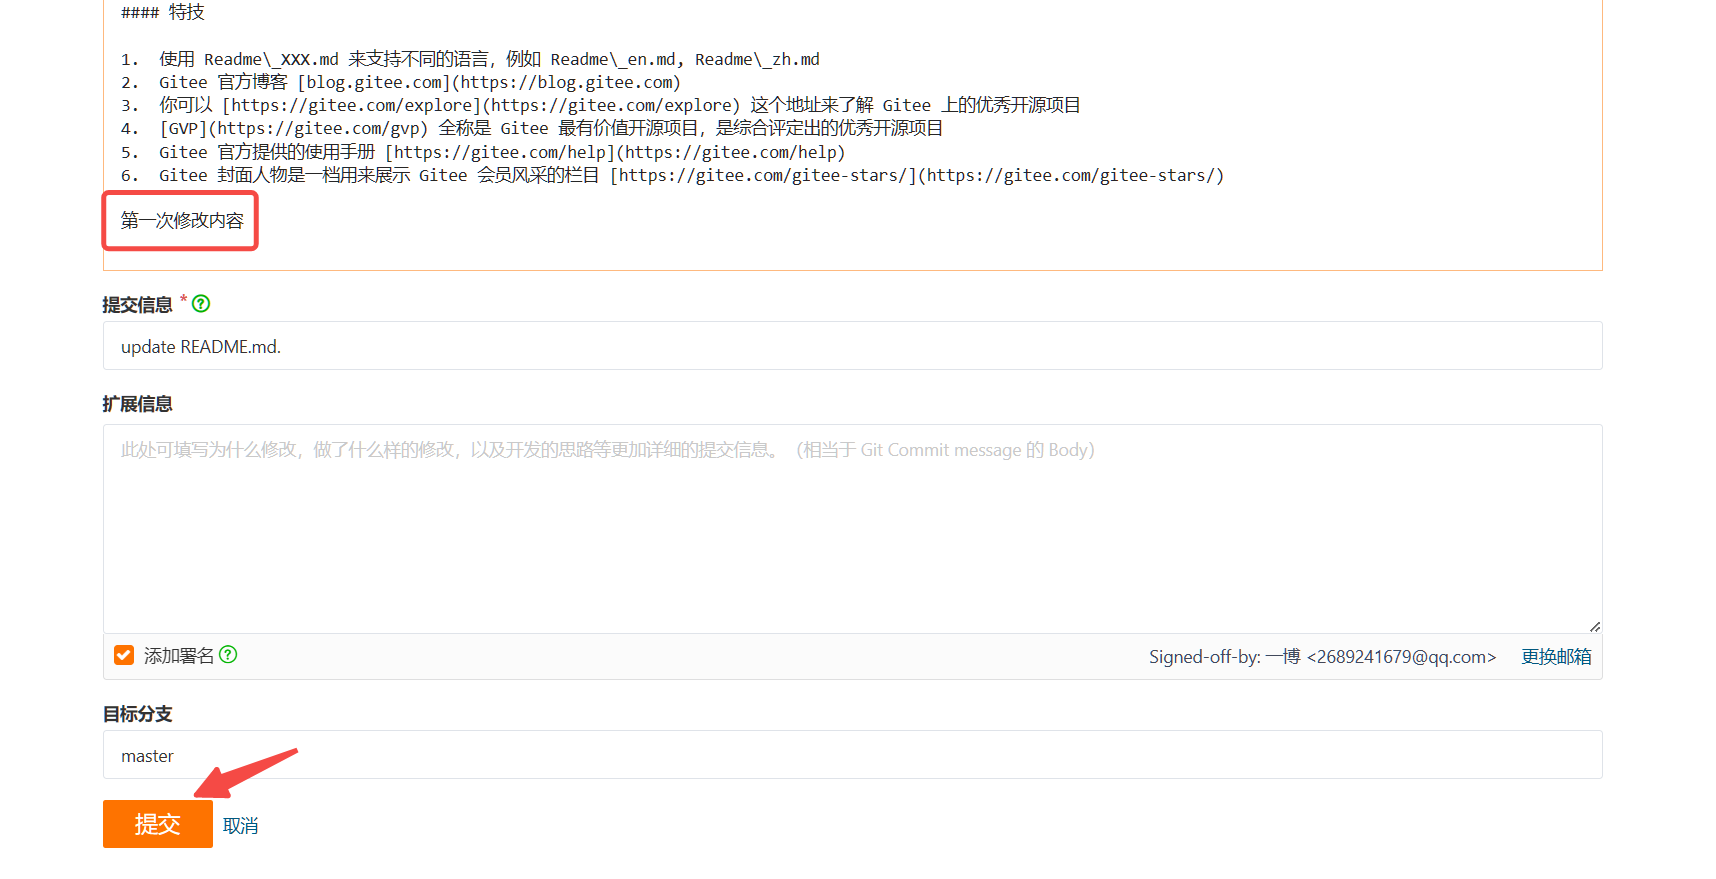 #### 特技
1. 使用 Readme\_XXX.md 来支持不同的语言，例如 Readme\_en.md, Readme\_zh.md
2. Gitee 官方博客 [blog.gitee.com](https://blog.gitee.com)
3. 你可以 [https://gitee.com/explore](https://gitee.com/explore) 这个地址来了解 Gitee 上的优秀开源项目
4. [GVP](https://gitee.com/gvp) 全称是 Gitee 最有价值开源项目，是综合评定出的优秀开源项目
5. Gitee 官方提供的使用手册 [https://gitee.com/help](https://gitee.com/help)
6. Gitee 封面人物是一档用来展示 Gitee 会员风采的栏目 [https://gitee.com/gitee-stars/](https://gitee.com/gitee-stars/)
第一次修改内容
提交信息 * ?
update README.md.
扩展信息
此处可填写为什么修改，做了什么样的修改，以及开发的思路等更加详细的提交信息。（相当于 Git Commit message 的 Body）
添加署名 ? Signed-off-by: 一博 <2689241679@qq.com> 更换邮箱
目标分支
master
提交 取消